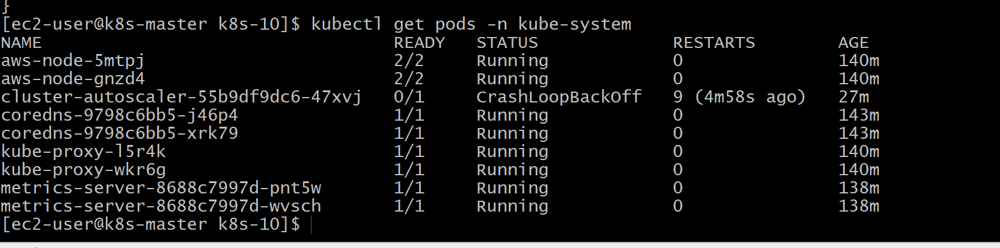 }
[ec2-user@k8s-master k8s-10]$ kubectl get pods -n kube-system
NAME READY STATUS RESTARTS AGE
aws-node-5mtpj 2/2 Running 0 140m
aws-node-gnzd4 2/2 Running 0 140m
cluster-autoscaler-55b9df9dc6-47xvj 0/1 CrashLoopBackOff 9 (4m58s ago) 27m
coredns-9798c6bb5-j46p4 1/1 Running 0 143m
coredns-9798c6bb5-xrk79 1/1 Running 0 143m
kube-proxy-l5r4k 1/1 Running 0 140m
kube-proxy-wkr6g 1/1 Running 0 140m
metrics-server-8688c7997d-pnt5w 1/1 Running 0 138m
metrics-server-8688c7997d-wvsch 1/1 Running 0 138m
[ec2-user@k8s-master k8s-10]$